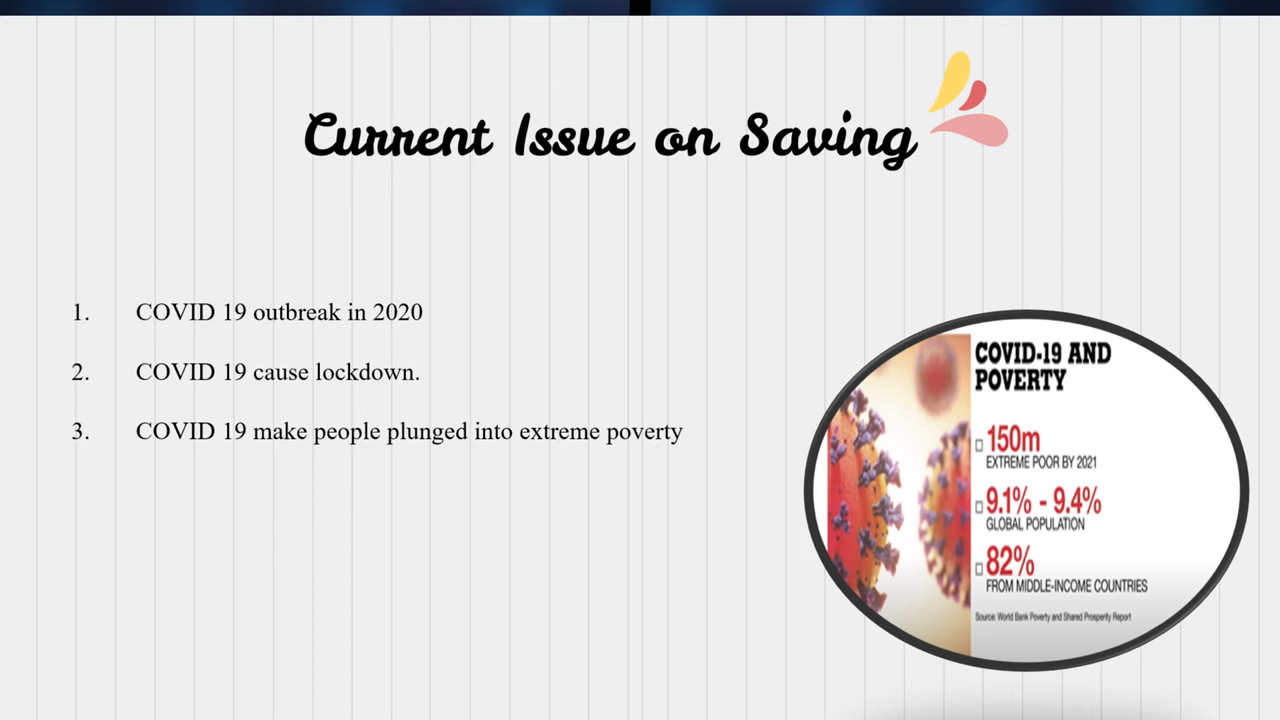 Current Issue on Saving
1. COVID 19 outbreak in 2020
2. COVID 19 cause lockdown.
3. COVID 19 make people plunged into extreme poverty
COVID-19 AND
POVERTY
150m
EXTREME POOR BY 2021
9.1% - 9.4%
GLOBAL POPULATION
82%
FROM MIDDLE-INCOME COUNTRIES
Source: World Bank Poverty and Shared Prosperity Report